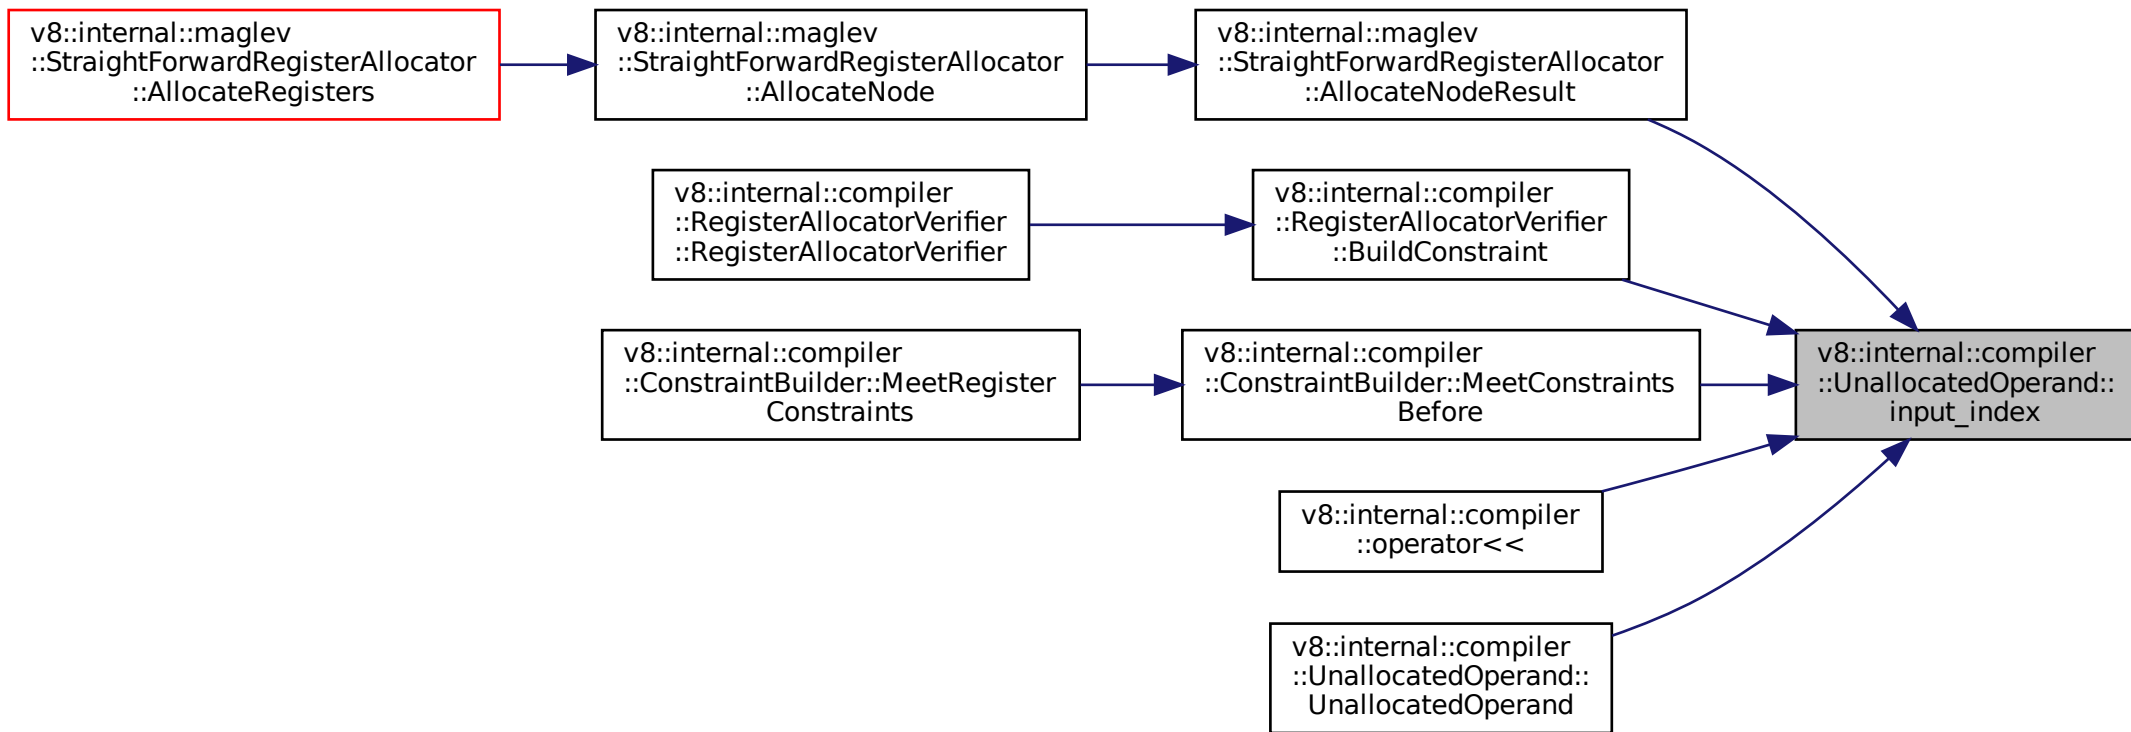 v8::internal::maglev
::StraightForwardRegisterAllocator
::AllocateRegisters
v8::internal::maglev
::StraightForwardRegisterAllocator
::AllocateNode
v8::internal::maglev
::StraightForwardRegisterAllocator
::AllocateNodeResult
v8::internal::compiler
::RegisterAllocatorVerifier
::RegisterAllocatorVerifier
v8::internal::compiler
::RegisterAllocatorVerifier
::BuildConstraint
v8::internal::compiler
::ConstraintBuilder::MeetRegister
Constraints
v8::internal::compiler
::ConstraintBuilder::MeetConstraints
Before
v8::internal::compiler
::UnallocatedOperand::
input_index
v8::internal::compiler
::operator<<
v8::internal::compiler
::UnallocatedOperand::
UnallocatedOperand